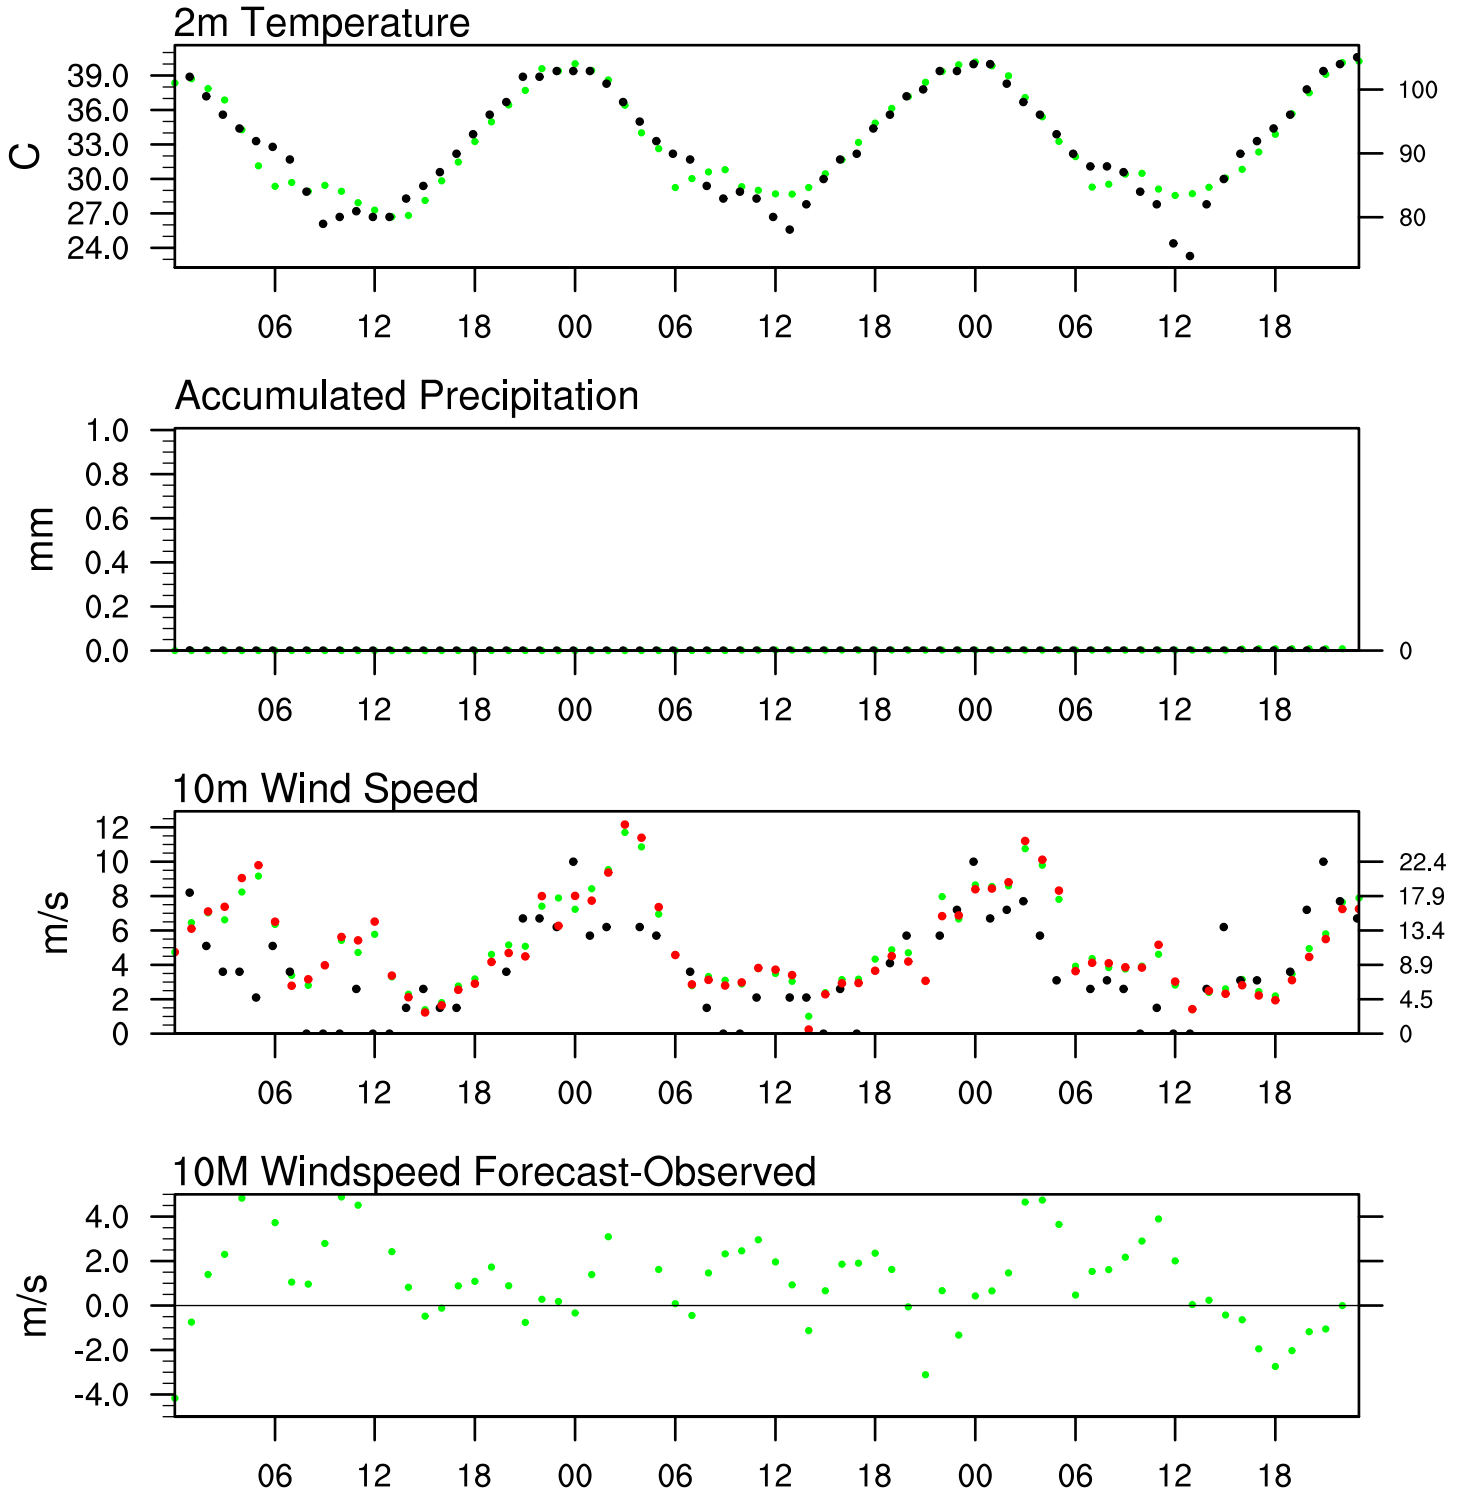 2m Temperature
39.0
36.0
33.0
30.0
27.0
24.0
C
100
90
80
06 12 18 00 06 12 18 00 06 12 18
Accumulated Precipitation
1.0
0.8
0.6
0.4
0.2
0.0
mm
0
06 12 18 00 06 12 18 00 06 12 18
10m Wind Speed
12
10
8
6
4
2
0
m/s
22.4
17.9
13.4
8.9
4.5
0
06 12 18 00 06 12 18 00 06 12 18
10M Windspeed Forecast-Observed
4.0
2.0
0.0
-2.0
-4.0
m/s
06 12 18 00 06 12 18 00 06 12 18